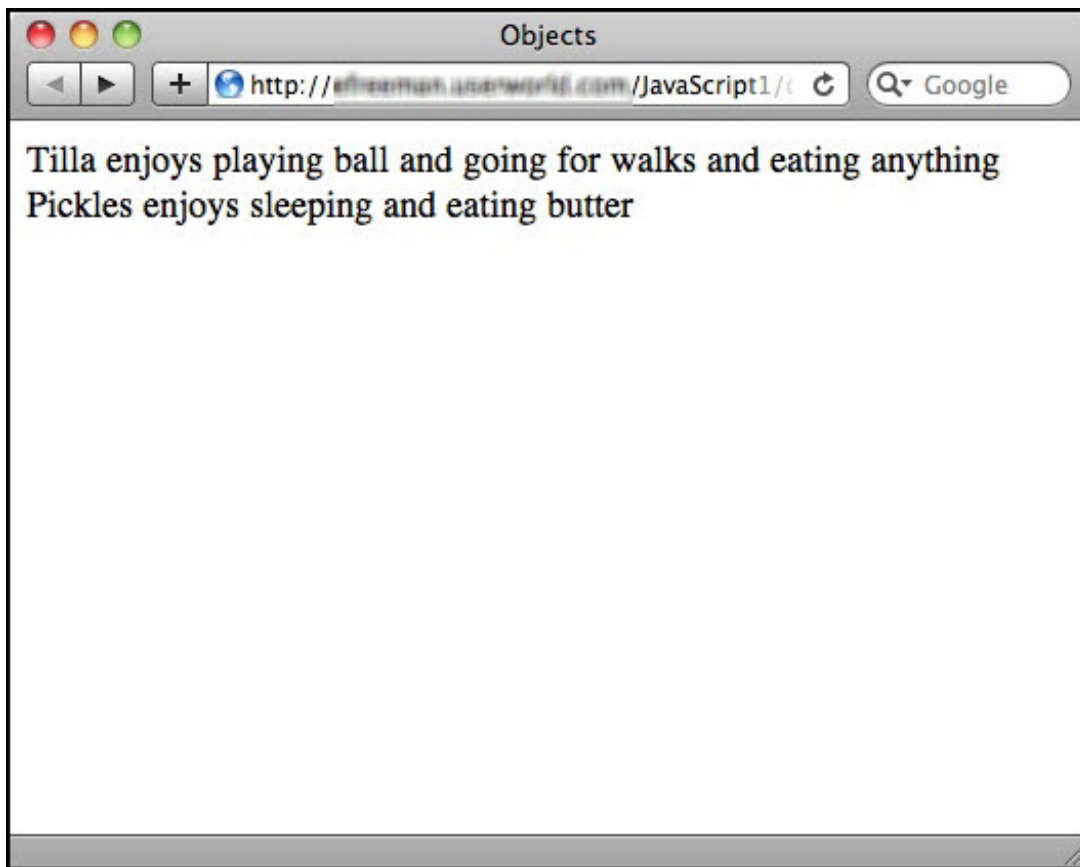 Objects
http:// /JavaScript1/
Google
Tilla enjoys playing ball and going for walks and eating anything
Pickles enjoys sleeping and eating butter